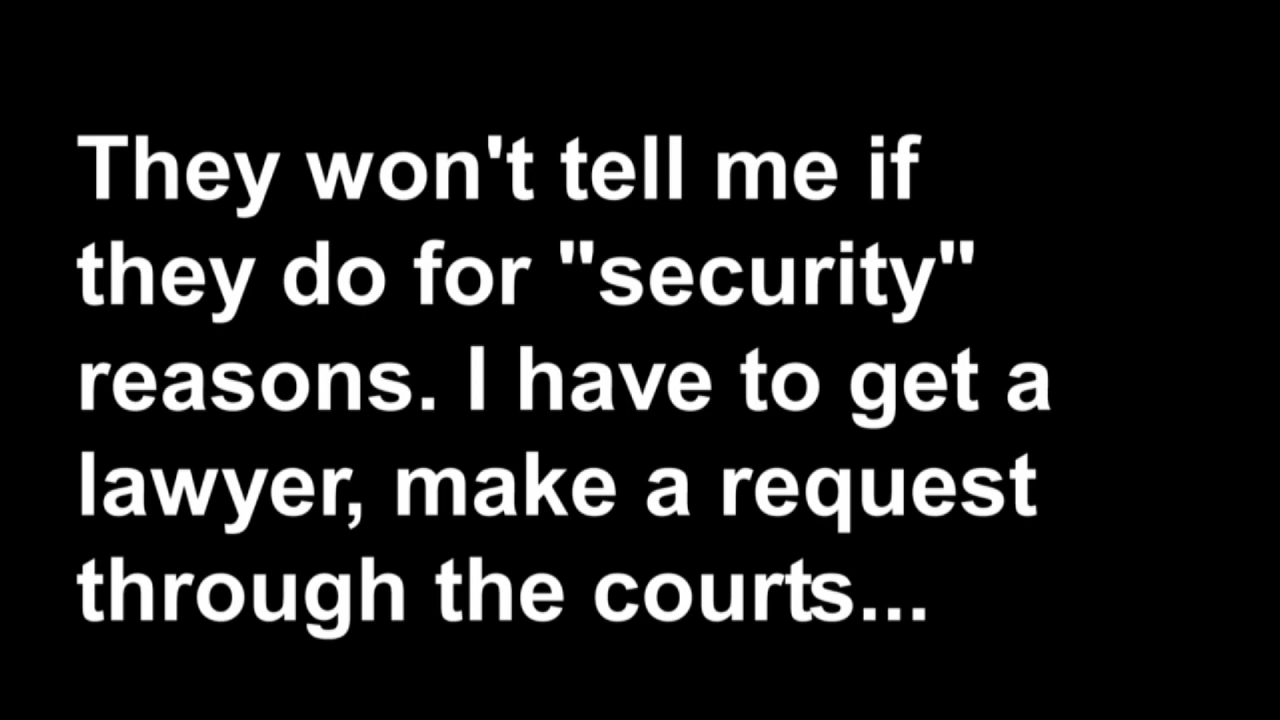 They won't tell me if
they do for "security"
reasons. I have to get a
lawyer, make a request
through the courts...